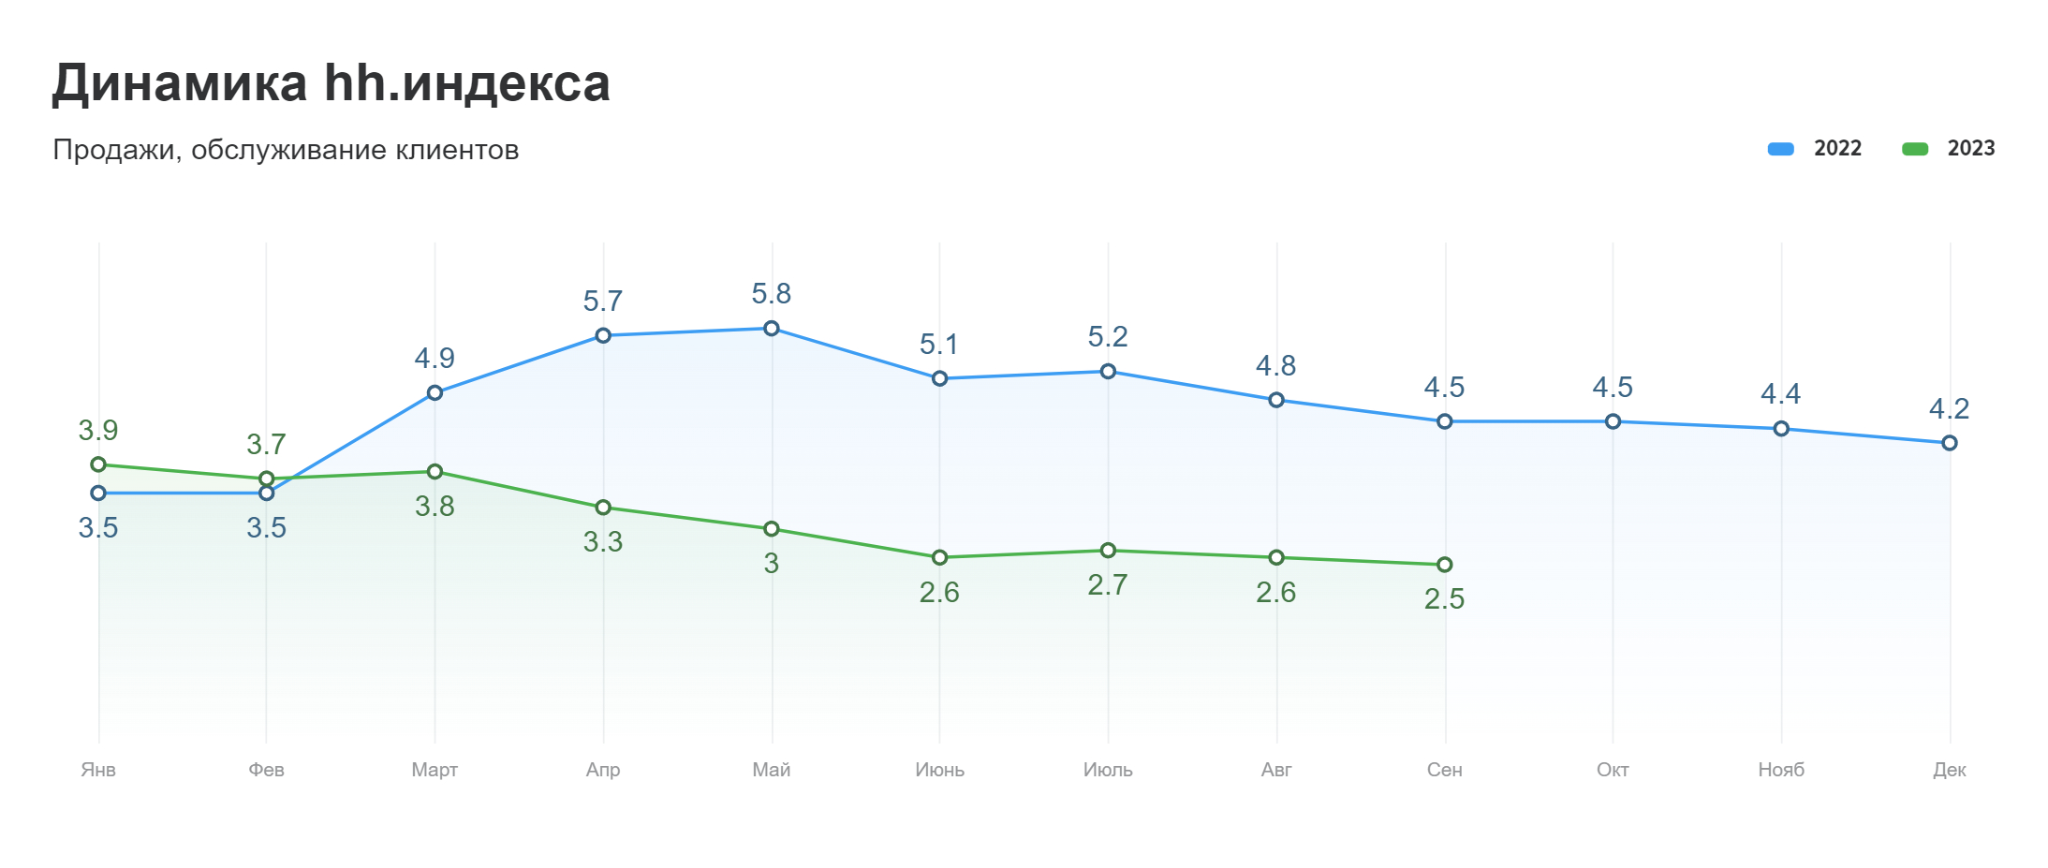 Динамика hh.индекса
Продажи, обслуживание клиентов
2022 2023
5.7 5.8
4.9 5.1 5.2 4.8 4.5 4.5 4.4 4.2
3.9 3.7
3.5 3.5 3.8 3.3 3 2.6 2.7 2.6 2.5
Янв Фев Март Апр Май Июнь Июль Авг Сен Окт Нояб Дек